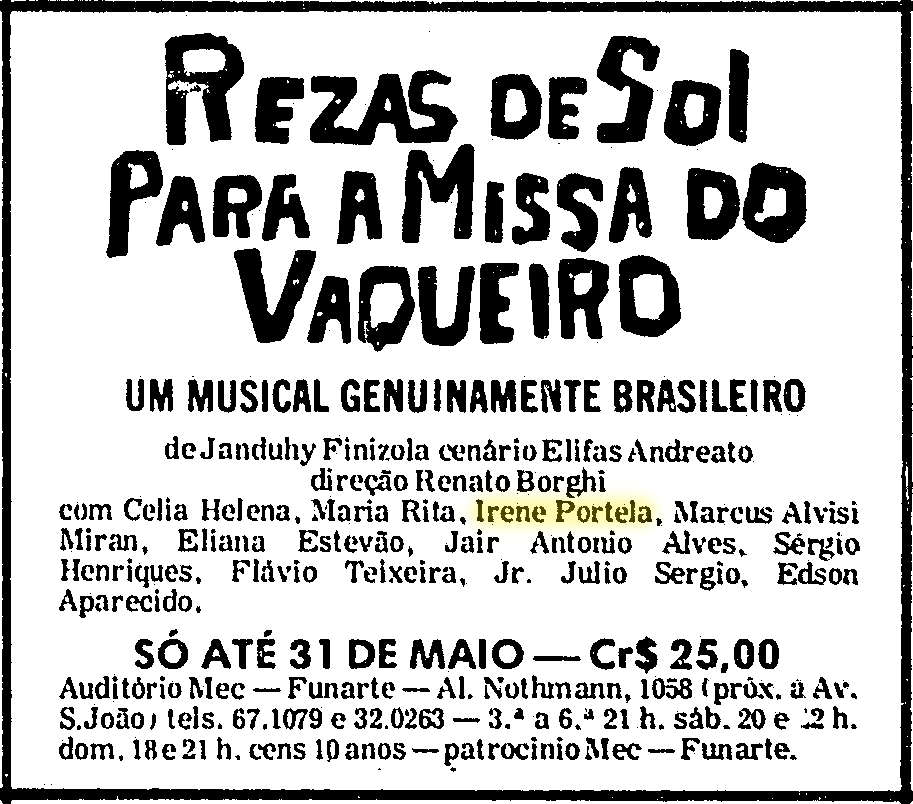 REZAS DE SOL
PARA A MISSA DO
VAQUEIRO
UM MUSICAL GENUINAMENTE BRASILEIRO
de Janduhy Finizola cenário Elifas Andreato
direção Renato Borghi
com Celia Helena, Maria Rita, Irene Portela, Marcus Alvisi
Miran, Eliana Estevão, Jair Antonio Alves, Sérgio
Henriques, Flávio Teixeira, Jr. Julio Sergio, Edson
Aparecido.
SÓ ATÉ 31 DE MAIO — Cr$ 25,00
Auditório Mec — Funarte — Al. Nothmann, 1058 (próx. à Av.
S.João) tels. 67.1079 e 32.0263 — 3.ª a 6.ª 21 h. sáb. 20 e 22 h.
dom. 18 e 21 h. cens 10 anos — patrocinio Mec — Funarte.